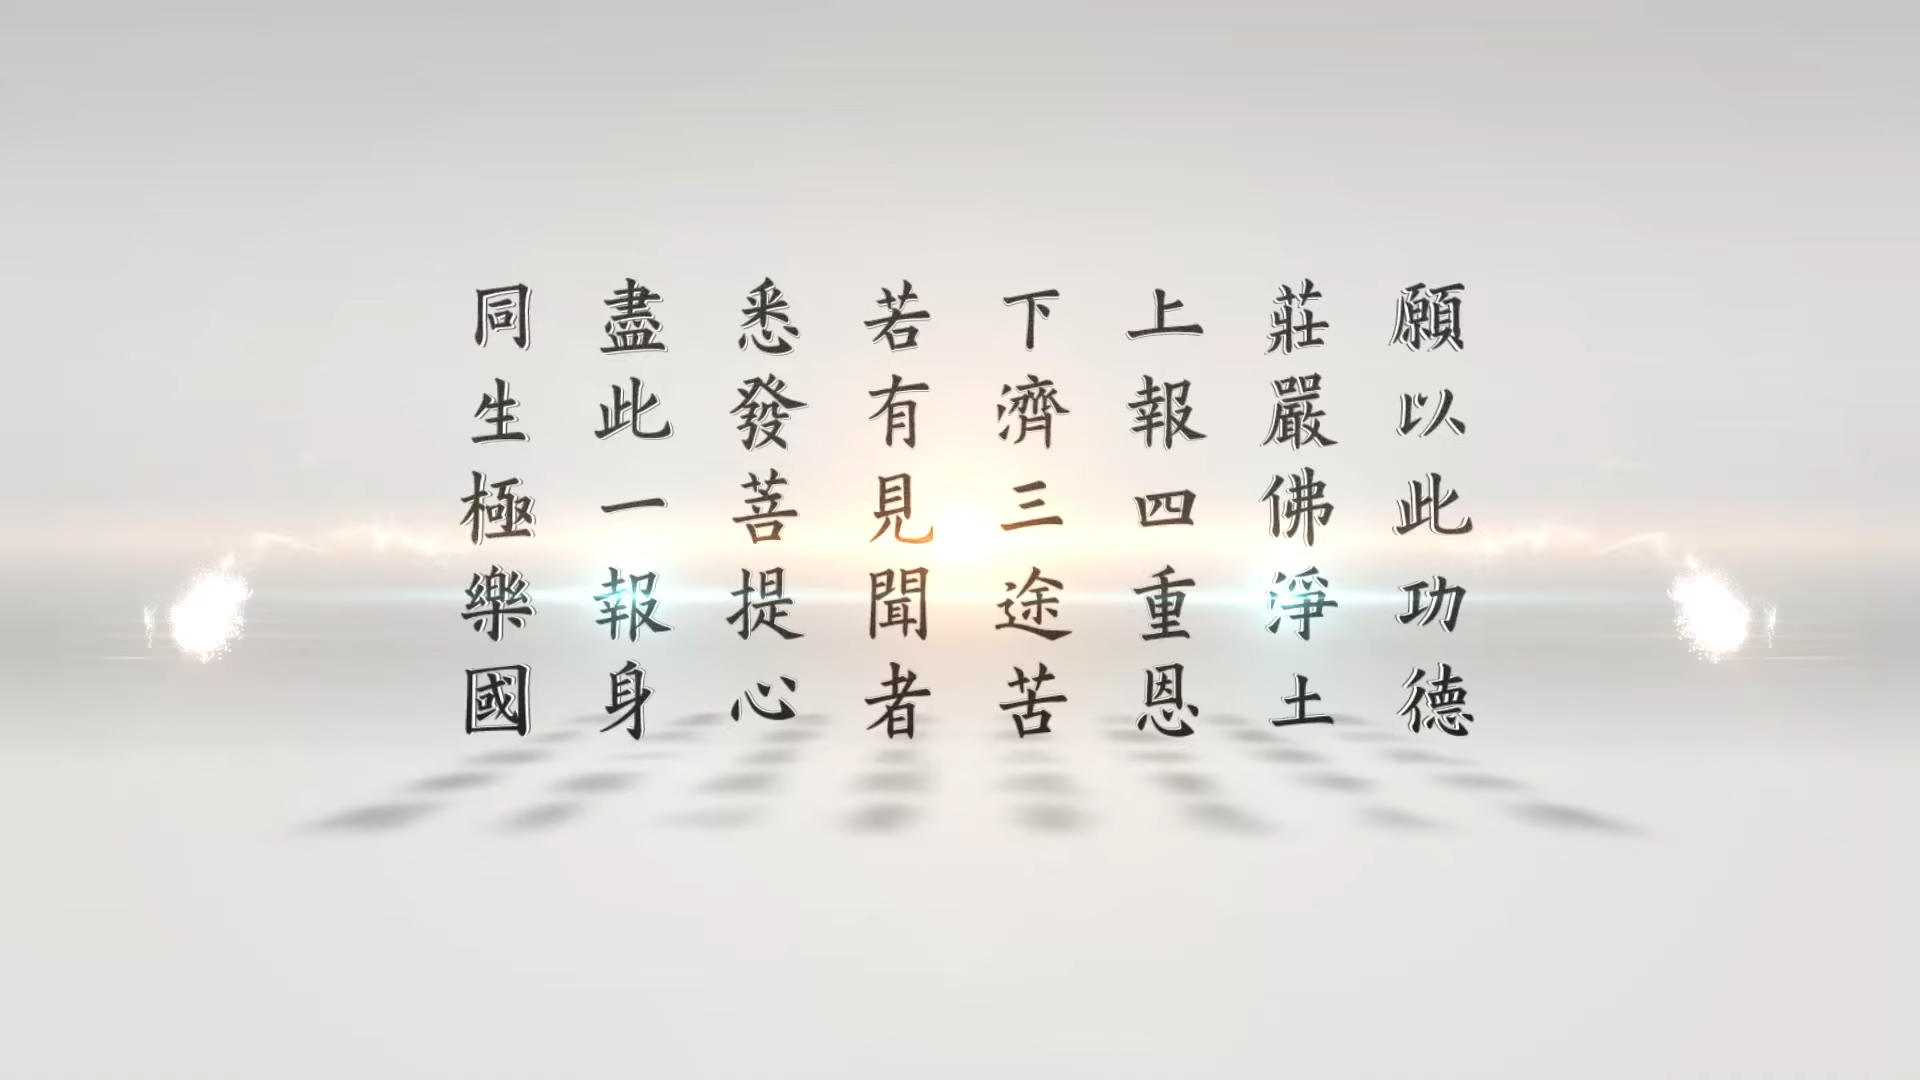 願以此功德
莊嚴佛淨土
上報四重恩
下濟三途苦
若有見聞者
悉發菩提心
盡此一報身
同生極樂國